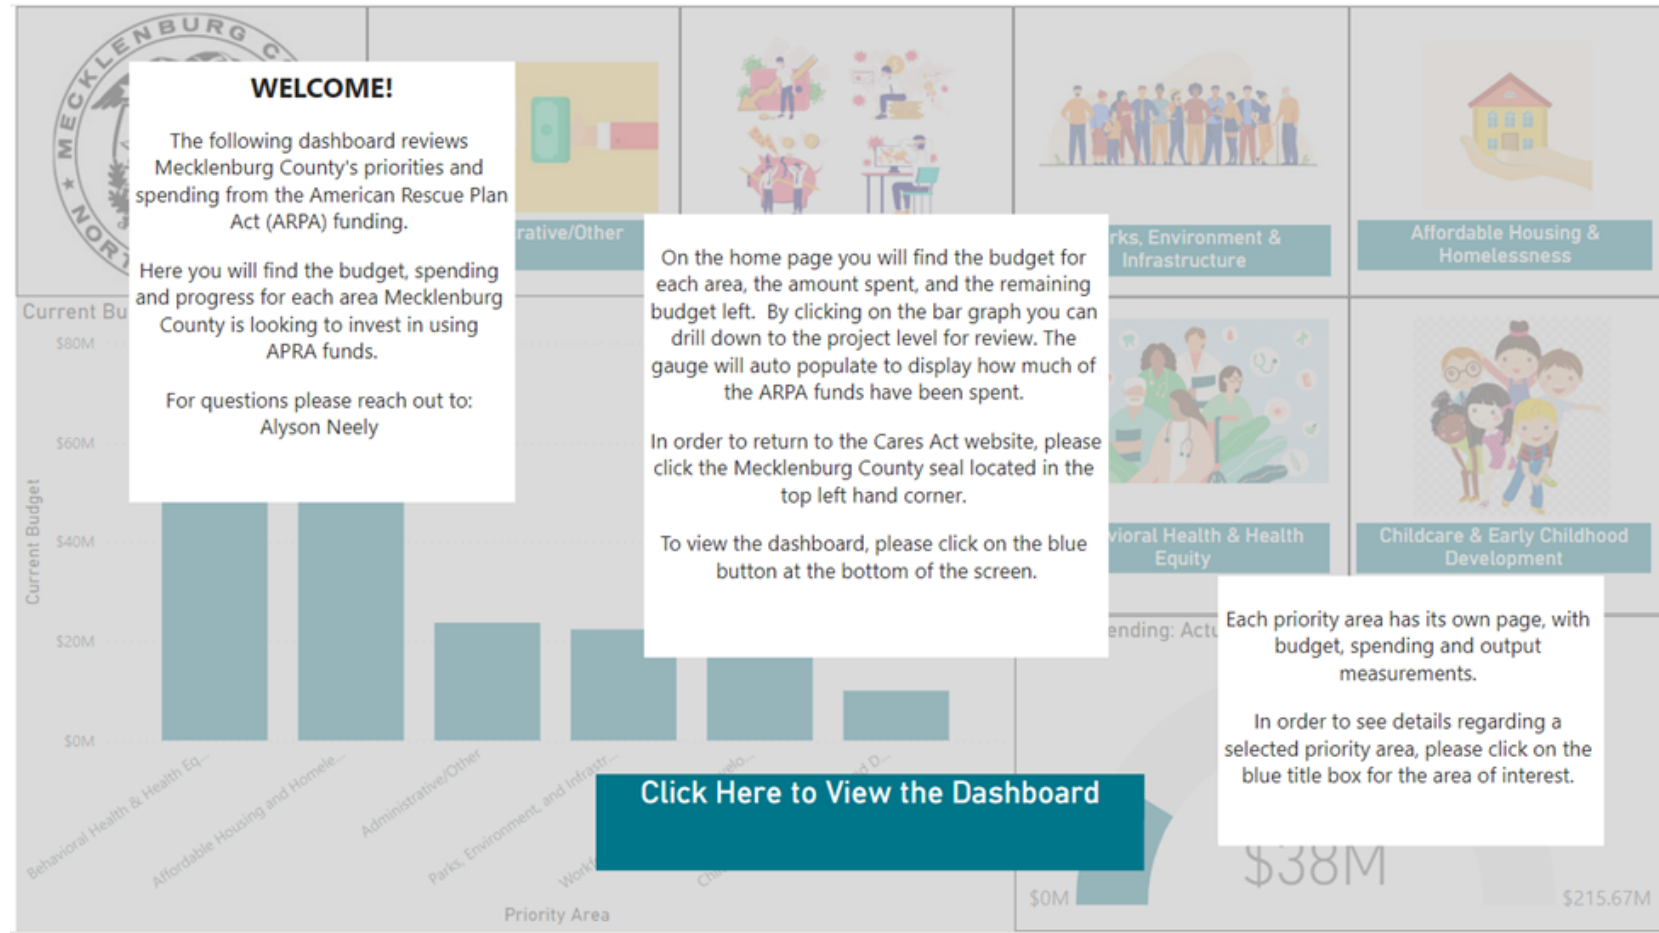 MECKLENBURG
WELCOME!
The following dashboard reviews
Mecklenburg County's priorities and
spending from the American Rescue Plan
Act (ARPA) funding.
Here you will find the budget, spending
and progress for each area Mecklenburg
County is looking to invest in using
APRA funds.
For questions please reach out to:
Alyson Neely
On the home page you will find the budget for
each area, the amount spent, and the remaining
budget left. By clicking on the bar graph you can
drill down to the project level for review. The
gauge will auto populate to display how much of
the ARPA funds have been spent.
In order to return to the Cares Act website, please
click the Mecklenburg County seal located in the
top left hand corner.
To view the dashboard, please click on the blue
button at the bottom of the screen.
rative/Other
rks, Environment &
Infrastructure
Affordable Housing &
Homelessness
vioral Health & Health
Equity
Childcare & Early Childhood
Development
Each priority area has its own page, with
budget, spending and output
measurements.
In order to see details regarding a
selected priority area, please click on the
blue title box for the area of interest.
Current Bu
$80M
$60M
$40M
$20M
$0M
Current Budget
Behavioral Health & Health Eq...
Affordable Housing and Homele...
Administrative/Other
Parks, Environment, and Infrastr...
Priority Area
Click Here to View the Dashboard
ending: Actu
$38M
$0M
$215.67M